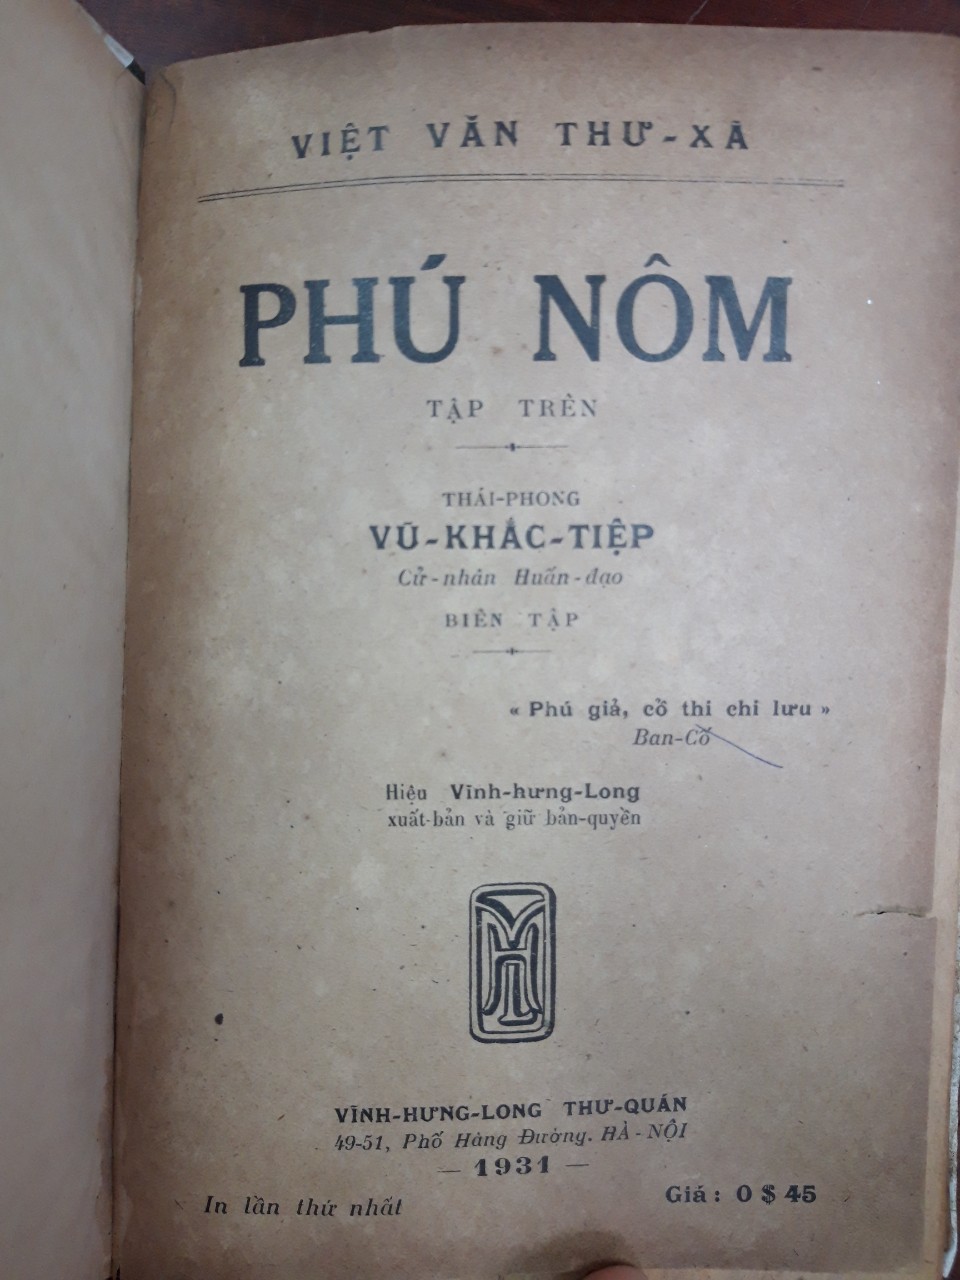 VIỆT VĂN THƯ-XÃ
PHÚ NÔM
TẬP TRÊN
THÁI-PHONG
VŨ-KHẮC-TIỆP
Cử-nhân Huấn-đạo
BIÊN TẬP
« Phú giả, cổ thi chi lưu »
Ban-Cố
Hiệu Vĩnh-hưng-Long
xuất-bản và giữ bản-quyền
VHL
VĨNH-HƯNG-LONG THƯ-QUÁN
49-51, Phố Hàng Đường. HÀ-NỘI
— 1931 —
In lần thứ nhất
Giá: 0 $ 45